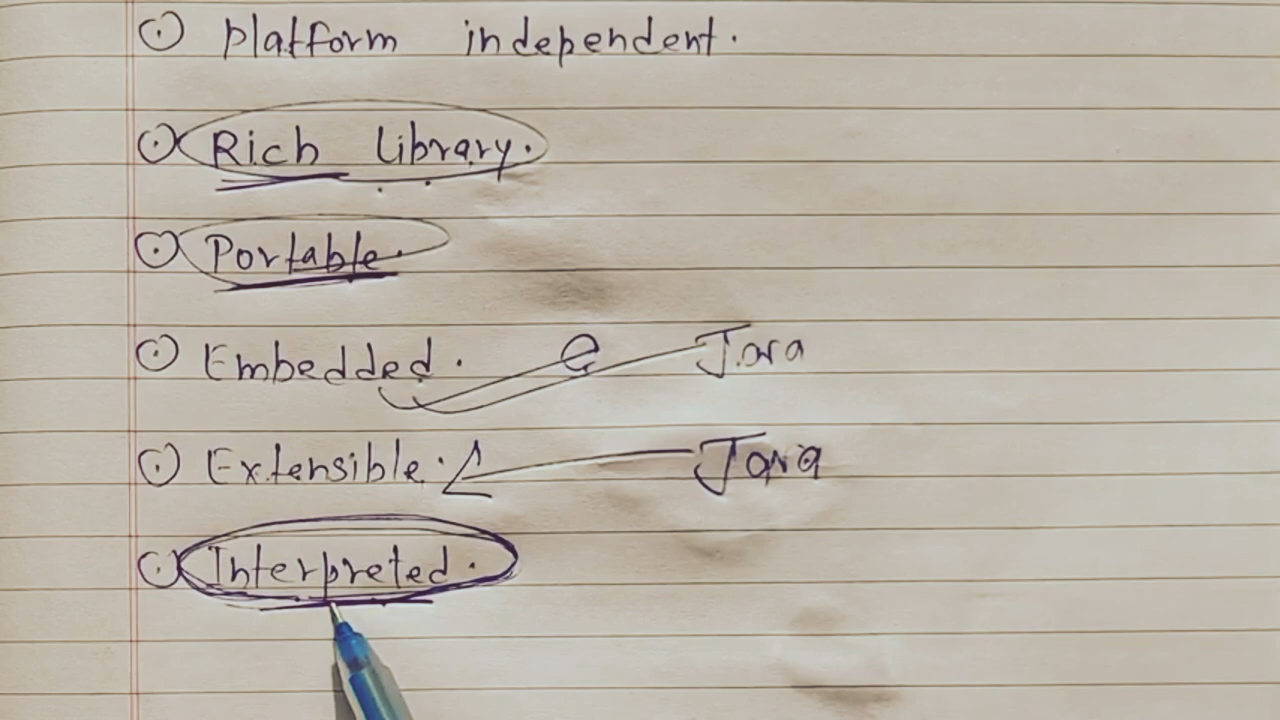 Platform independent.
Rich Library.
Portable.
Embedded. Java
Extensible. Java
Interpreted.